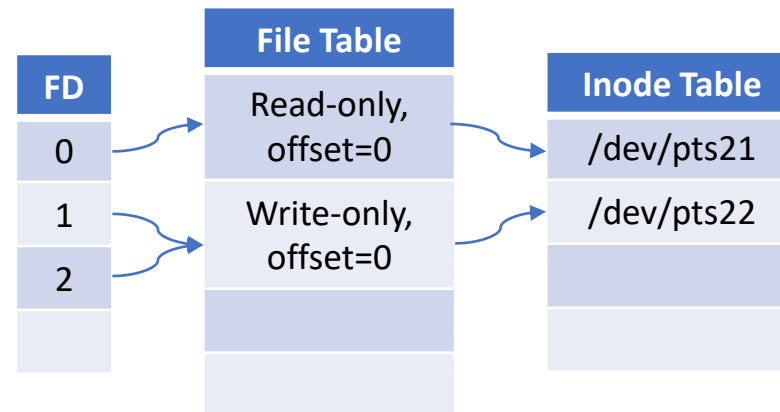 FD
0
1
2
File Table
Read-only,
offset=0
Write-only,
offset=0
Inode Table
/dev/pts21
/dev/pts22